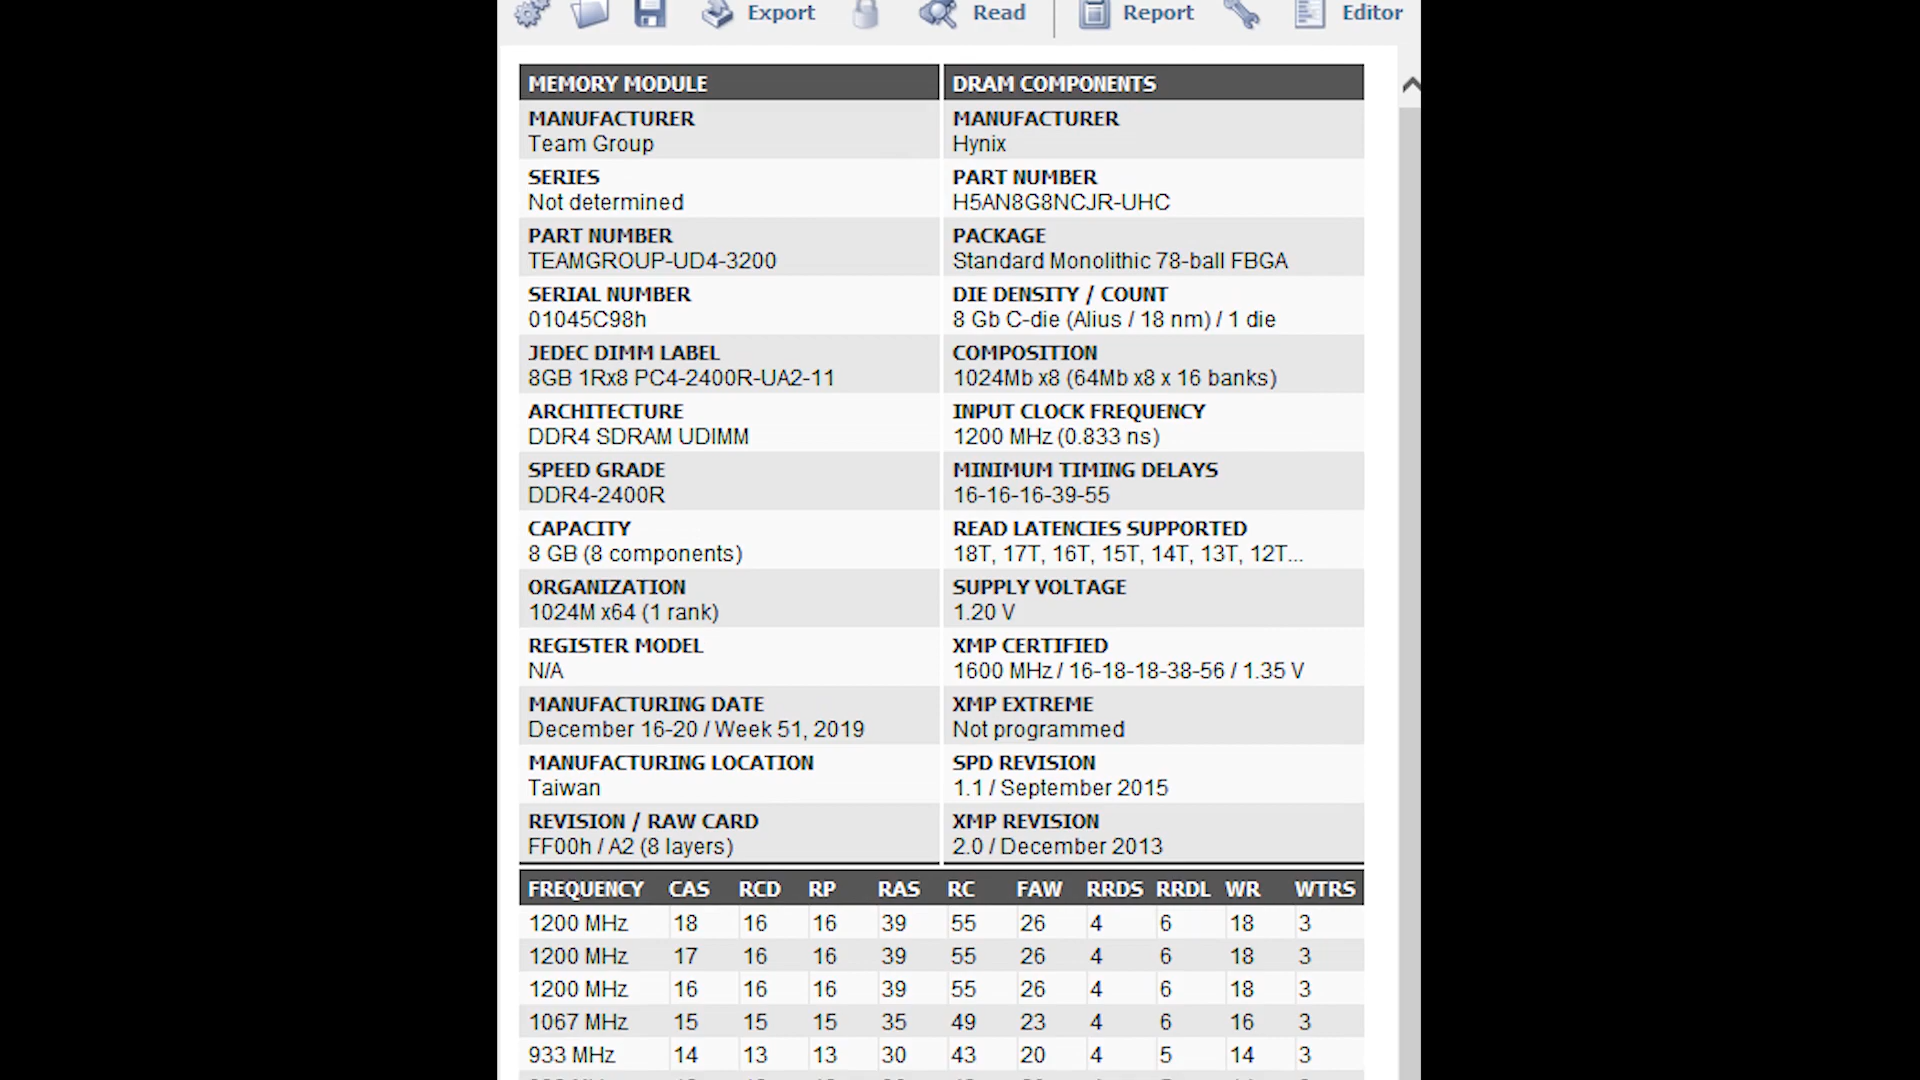 Export Read Report Editor
MEMORY MODULE
MANUFACTURER
Team Group
SERIES
Not determined
PART NUMBER
TEAMGROUP-UD4-3200
SERIAL NUMBER
01045C98h
JEDEC DIMM LABEL
8GB 1Rx8 PC4-2400R-UA2-11
ARCHITECTURE
DDR4 SDRAM UDIMM
SPEED GRADE
DDR4-2400R
CAPACITY
8 GB (8 components)
ORGANIZATION
1024M x64 (1 rank)
REGISTER MODEL
N/A
MANUFACTURING DATE
December 16-20 / Week 51, 2019
MANUFACTURING LOCATION
Taiwan
REVISION / RAW CARD
FF00h / A2 (8 layers)
DRAM COMPONENTS
MANUFACTURER
Hynix
PART NUMBER
H5AN8G8NCJR-UHC
PACKAGE
Standard Monolithic 78-ball FBGA
DIE DENSITY / COUNT
8 Gb C-die (Alius / 18 nm) / 1 die
COMPOSITION
1024Mb x8 (64Mb x8 x 16 banks)
INPUT CLOCK FREQUENCY
1200 MHz (0.833 ns)
MINIMUM TIMING DELAYS
16-16-16-39-55
READ LATENCIES SUPPORTED
18T, 17T, 16T, 15T, 14T, 13T, 12T...
SUPPLY VOLTAGE
1.20 V
XMP CERTIFIED
1600 MHz / 16-18-18-38-56 / 1.35 V
XMP EXTREME
Not programmed
SPD REVISION
1.1 / September 2015
XMP REVISION
2.0 / December 2013
FREQUENCY CAS RCD RP RAS RC FAW RRDS RRDL WR WTRS
1200 MHz 18 16 16 39 55 26 4 6 18 3
1200 MHz 17 16 16 39 55 26 4 6 18 3
1200 MHz 16 16 16 39 55 26 4 6 18 3
1067 MHz 15 15 15 35 49 23 4 6 16 3
933 MHz 14 13 13 30 43 20 4 5 14 3